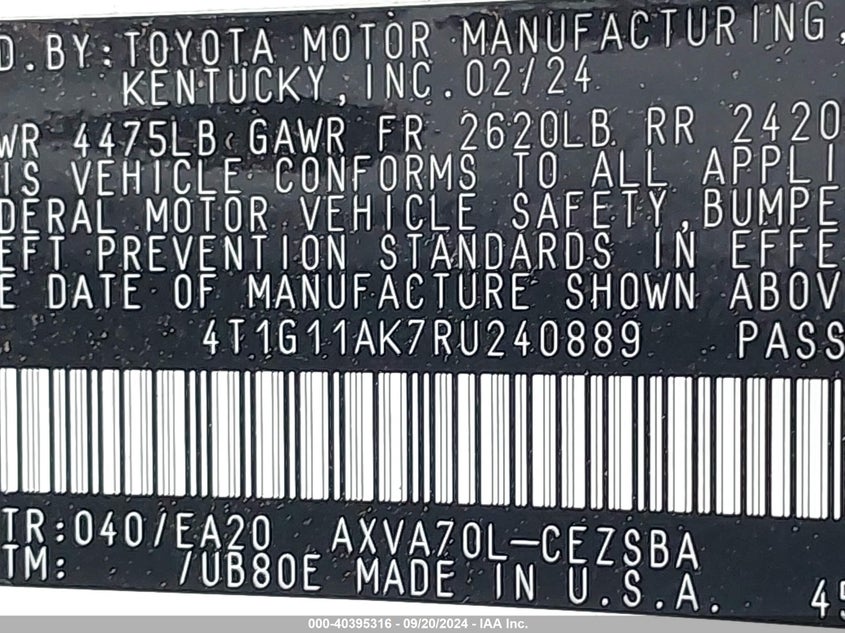 D.BY:TOYOTA MOTOR MANUFACTURING,
KENTUCKY,INC.02/24
WR 4475LB GAWR FR 2620LB RR 2420
IS VEHICLE CONFORMS TO ALL APPLI
DERAL MOTOR VEHICLE SAFETY,BUMPE
EFT PREVENTION STANDARDS IN EFFE
E DATE OF MANUFACTURE SHOWN ABOV
4T1G11AK7RU240889 PASS
TR:040/EA20 AXVA70L-CEZSBA
TM: /UB80E MADE IN U.S.A. 45
000-40395316 - 09/20/2024 - IAA Inc.